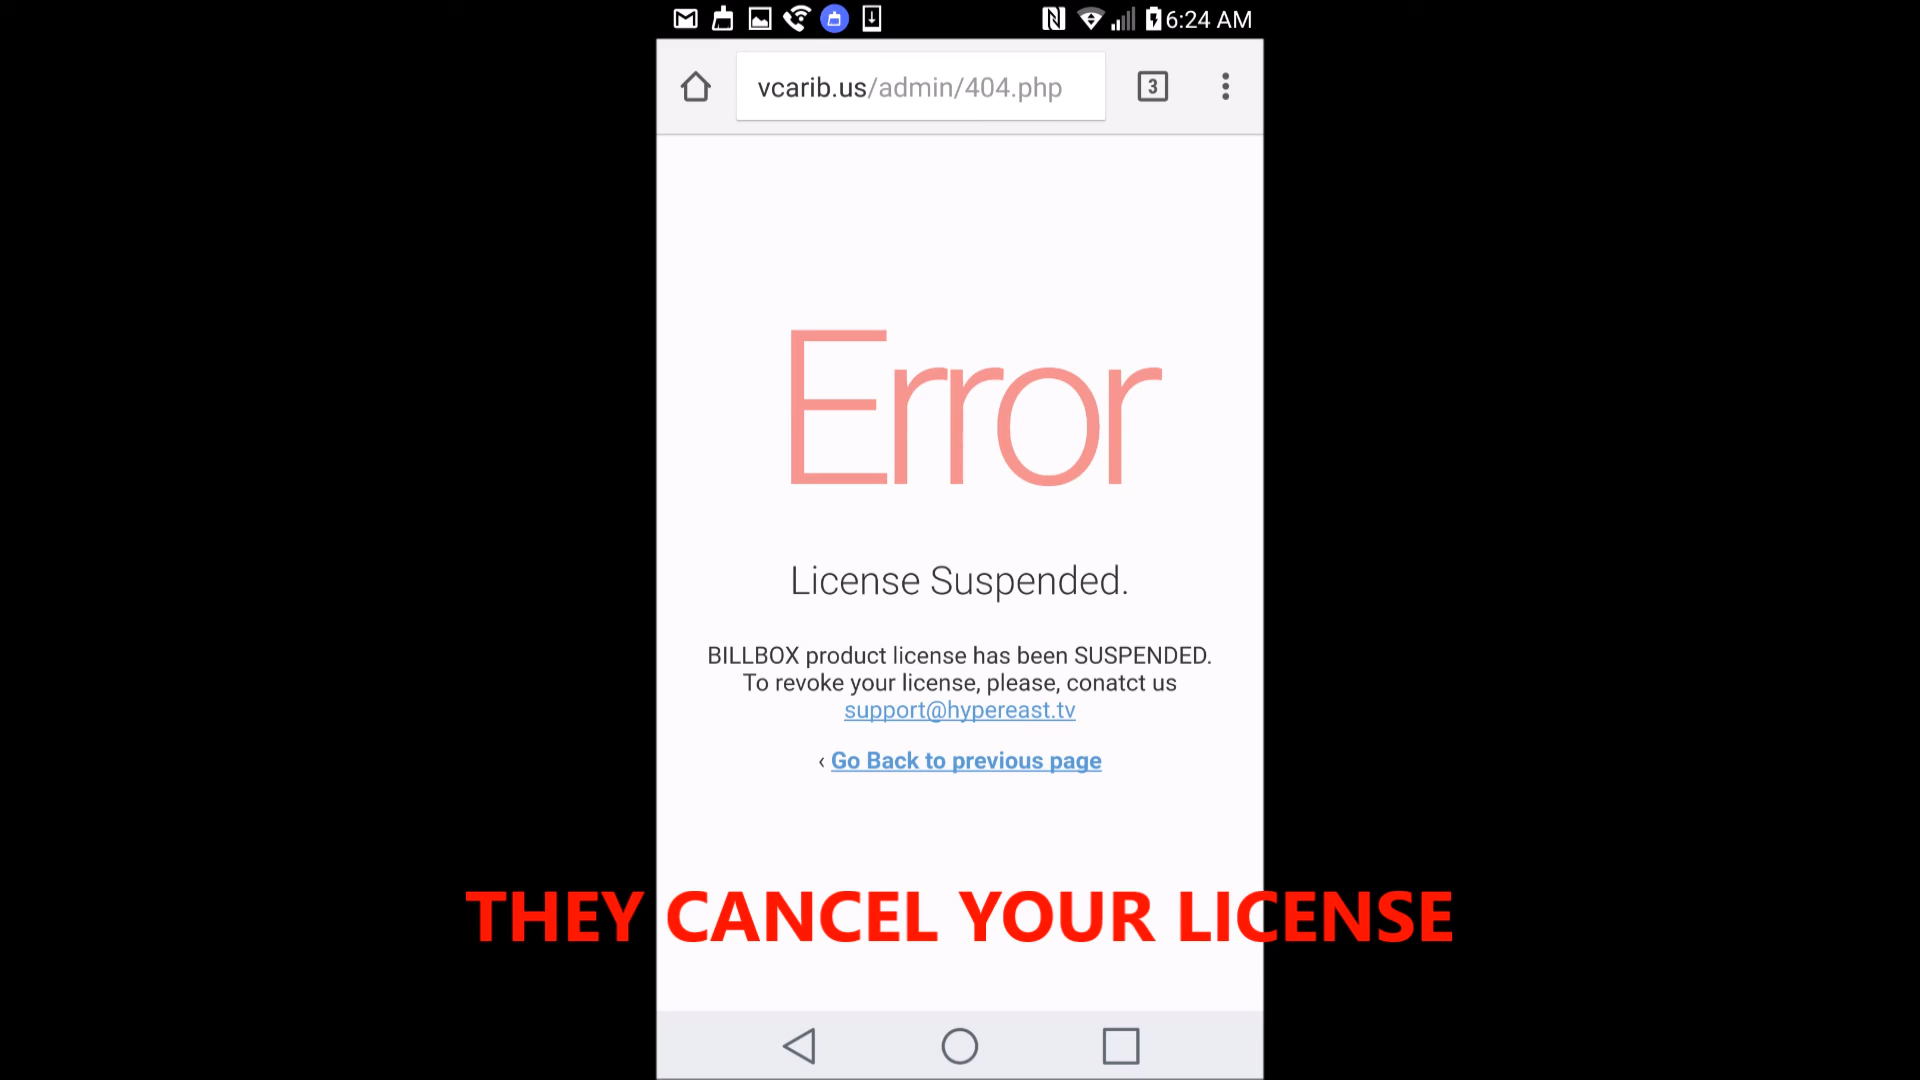 6:24 AM
vcarib.us/admin/404.php
3
Error
License Suspended.
BILLBOX product license has been SUSPENDED.
To revoke your license, please, conatct us
support@hypereast.tv
‹ Go Back to previous page
THEY CANCEL YOUR LICENSE